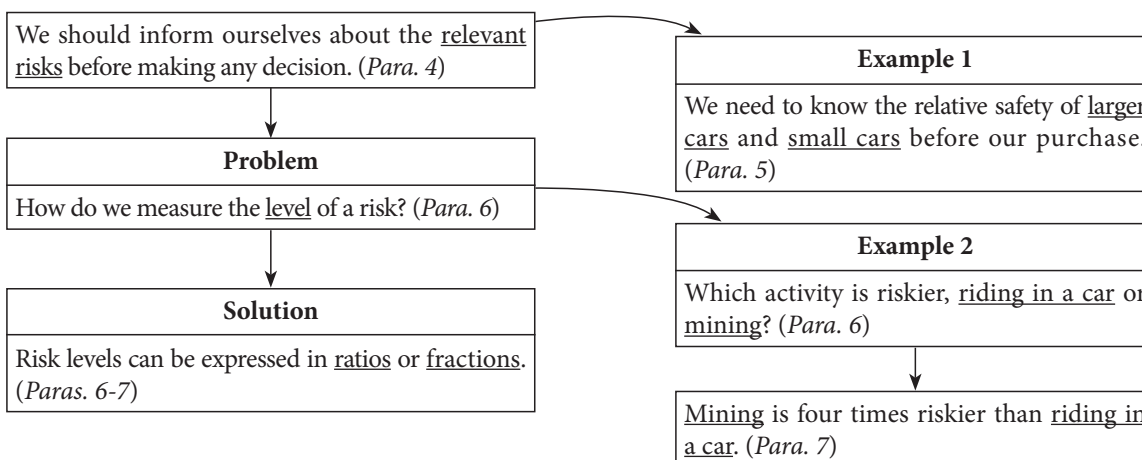 We should inform ourselves about the relevant
risks before making any decision. (Para. 4)
Problem
How do we measure the level of a risk? (Para. 6)
Solution
Risk levels can be expressed in ratios or fractions.
(Paras. 6-7)
Example 1
We need to know the relative safety of larger
cars and small cars before our purchase.
(Para. 5)
Example 2
Which activity is riskier, riding in a car or
mining? (Para. 6)
Mining is four times riskier than riding in
a car. (Para. 7)